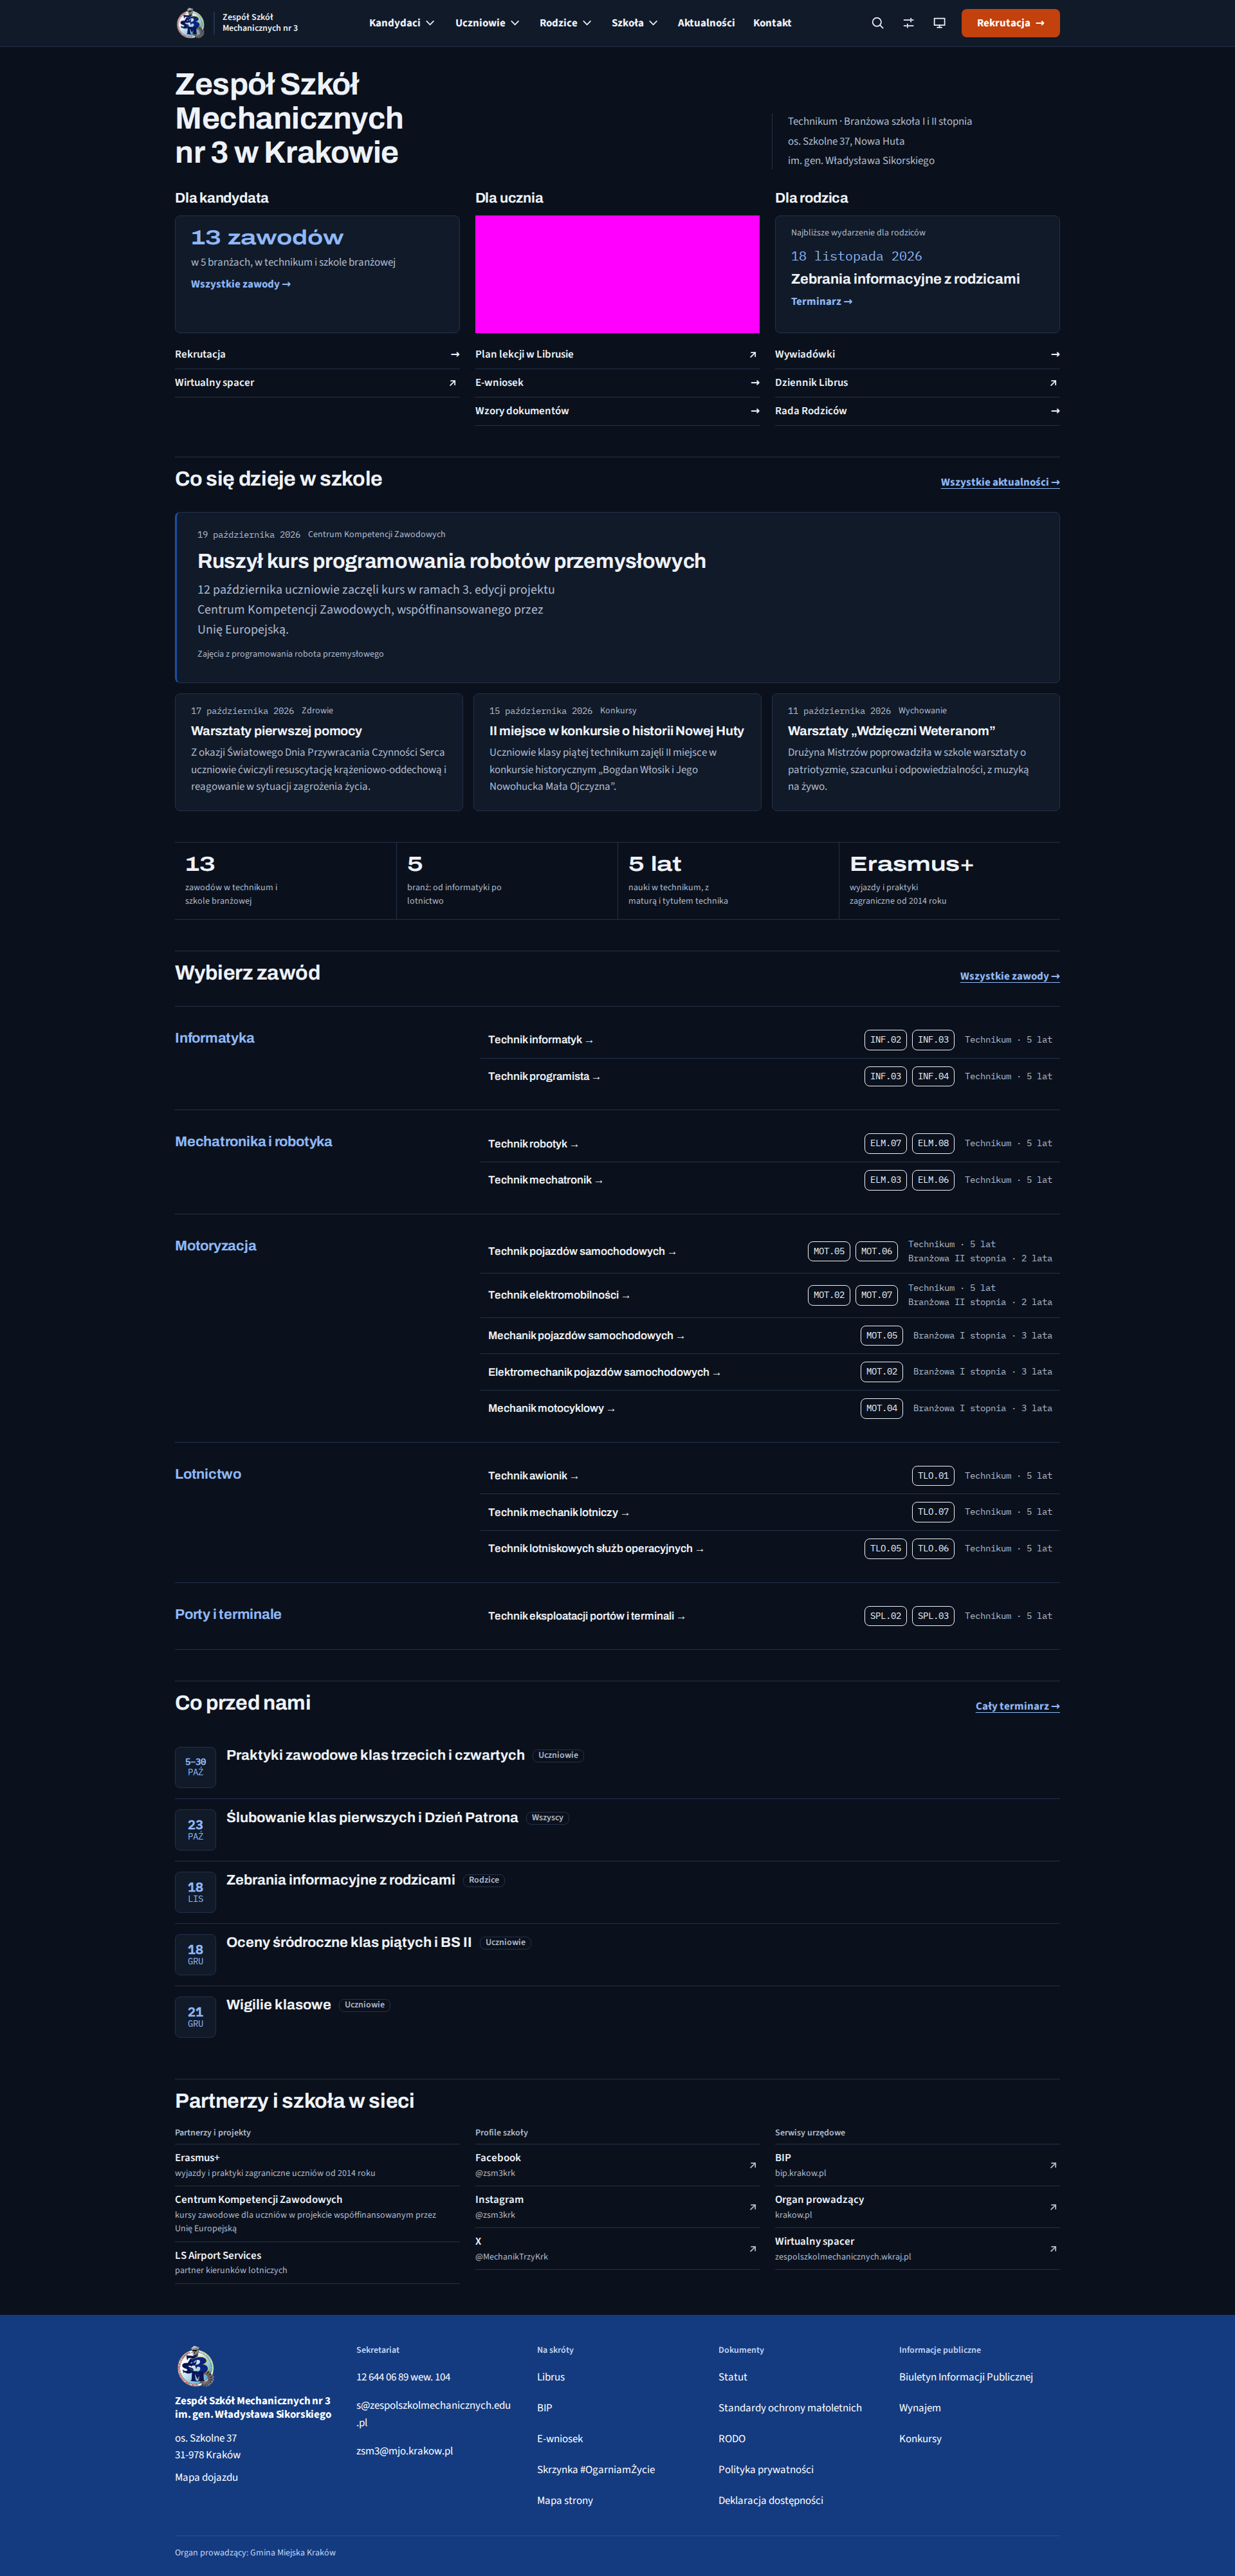 Zespół Szkół
Mechanicznych nr 3
Kandydaci
Uczniowie
Rodzice
Szkoła
Aktualności
Kontakt
Rekrutacja →
Zespół Szkół
Mechanicznych
nr 3 w Krakowie
Technikum · Branżowa szkoła I i II stopnia
os. Szkolne 37, Nowa Huta
im. gen. Władysława Sikorskiego
Dla kandydata
13 zawodów
w 5 branżach, w technikum i szkole branżowej
Wszystkie zawody →
Rekrutacja →
Wirtualny spacer ↗
Dla ucznia
Plan lekcji w Librusie ↗
E-wniosek →
Wzory dokumentów →
Dla rodzica
Najbliższe wydarzenie dla rodziców
18 listopada 2026
Zebrania informacyjne z rodzicami
Terminarz →
Wywiadówki →
Dziennik Librus ↗
Rada Rodziców →
Co się dzieje w szkole
Wszystkie aktualności →
19 października 2026 Centrum Kompetencji Zawodowych
Ruszył kurs programowania robotów przemysłowych
12 października uczniowie zaczęli kurs w ramach 3. edycji projektu
Centrum Kompetencji Zawodowych, współfinansowanego przez
Unię Europejską.
Zajęcia z programowania robota przemysłowego
17 października 2026 Zdrowie
Warsztaty pierwszej pomocy
Z okazji Światowego Dnia Przywracania Czynności Serca
uczniowie ćwiczyli resuscytację krążeniowo-oddechową i
reagowanie w sytuacji zagrożenia życia.
15 października 2026 Konkursy
II miejsce w konkursie o historii Nowej Huty
Uczniowie klasy piątej technikum zajęli II miejsce w
konkursie historycznym „Bogdan Włosik i Jego
Nowohucka Mała Ojczyzna”.
11 października 2026 Wychowanie
Warsztaty „Wdzięczni Weteranom”
Drużyna Mistrzów poprowadziła w szkole warsztaty o
patriotyzmie, szacunku i odpowiedzialności, z muzyką
na żywo.
13
zawodów w technikum i
szkole branżowej
5
branż: od informatyki po
lotnictwo
5 lat
nauki w technikum, z
maturą i tytułem technika
Erasmus+
wyjazdy i praktyki
zagraniczne od 2014 roku
Wybierz zawód
Wszystkie zawody →
Informatyka
Technik informatyk → INF.02 INF.03 Technikum · 5 lat
Technik programista → INF.03 INF.04 Technikum · 5 lat
Mechatronika i robotyka
Technik robotyk → ELM.07 ELM.08 Technikum · 5 lat
Technik mechatronik → ELM.03 ELM.06 Technikum · 5 lat
Motoryzacja
Technik pojazdów samochodowych → MOT.05 MOT.06 Technikum · 5 lat
Branżowa II stopnia · 2 lata
Technik elektromobilności → MOT.02 MOT.07 Technikum · 5 lat
Branżowa II stopnia · 2 lata
Mechanik pojazdów samochodowych → MOT.05 Branżowa I stopnia · 3 lata
Elektromechanik pojazdów samochodowych → MOT.02 Branżowa I stopnia · 3 lata
Mechanik motocyklowy → MOT.04 Branżowa I stopnia · 3 lata
Lotnictwo
Technik awionik → TLO.01 Technikum · 5 lat
Technik mechanik lotniczy → TLO.07 Technikum · 5 lat
Technik lotniskowych służb operacyjnych → TLO.05 TLO.06 Technikum · 5 lat
Porty i terminale
Technik eksploatacji portów i terminali → SPL.02 SPL.03 Technikum · 5 lat
Co przed nami
Cały terminarz →
5–30
PAŹ
Praktyki zawodowe klas trzecich i czwartych Uczniowie
23
PAŹ
Ślubowanie klas pierwszych i Dzień Patrona Wszyscy
18
LIS
Zebrania informacyjne z rodzicami Rodzice
18
GRU
Oceny śródroczne klas piątych i BS II Uczniowie
21
GRU
Wigilie klasowe Uczniowie
Partnerzy i szkoła w sieci
Partnerzy i projekty
Erasmus+
wyjazdy i praktyki zagraniczne uczniów od 2014 roku
Centrum Kompetencji Zawodowych
kursy zawodowe dla uczniów w projekcie współfinansowanym przez
Unię Europejską
LS Airport Services
partner kierunków lotniczych
Profile szkoły
Facebook ↗
@zsm3krk
Instagram ↗
@zsm3krk
X ↗
@MechanikTrzyKrk
Serwisy urzędowe
BIP ↗
bip.krakow.pl
Organ prowadzący ↗
krakow.pl
Wirtualny spacer ↗
zespolszkolmechanicznych.wkraj.pl
Zespół Szkół Mechanicznych nr 3
im. gen. Władysława Sikorskiego
os. Szkolne 37
31-978 Kraków
Mapa dojazdu
Sekretariat
12 644 06 89 wew. 104
s@zespolszkolmechanicznych.edu
.pl
zsm3@mjo.krakow.pl
Na skróty
Librus
BIP
E-wniosek
Skrzynka #OgarniamŻycie
Mapa strony
Dokumenty
Statut
Standardy ochrony małoletnich
RODO
Polityka prywatności
Deklaracja dostępności
Informacje publiczne
Biuletyn Informacji Publicznej
Wynajem
Konkursy
Organ prowadzący: Gmina Miejska Kraków